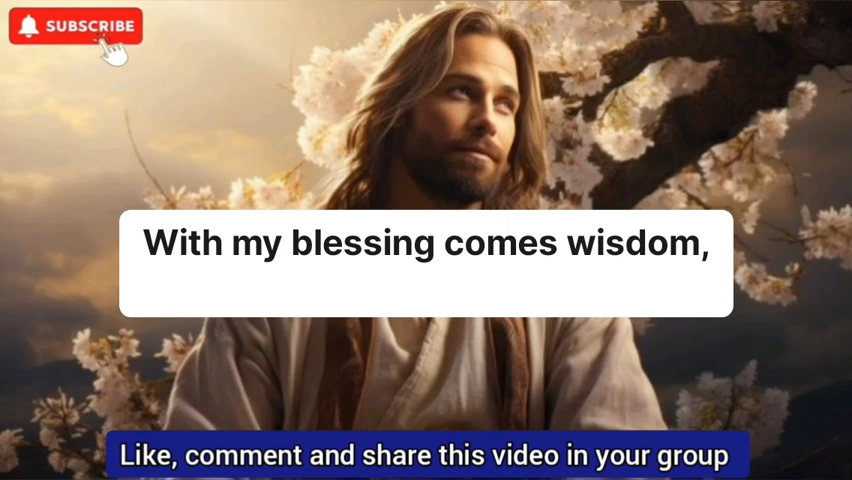 SUBSCRIBE
With my blessing comes wisdom,
Like, comment and share this video in your group